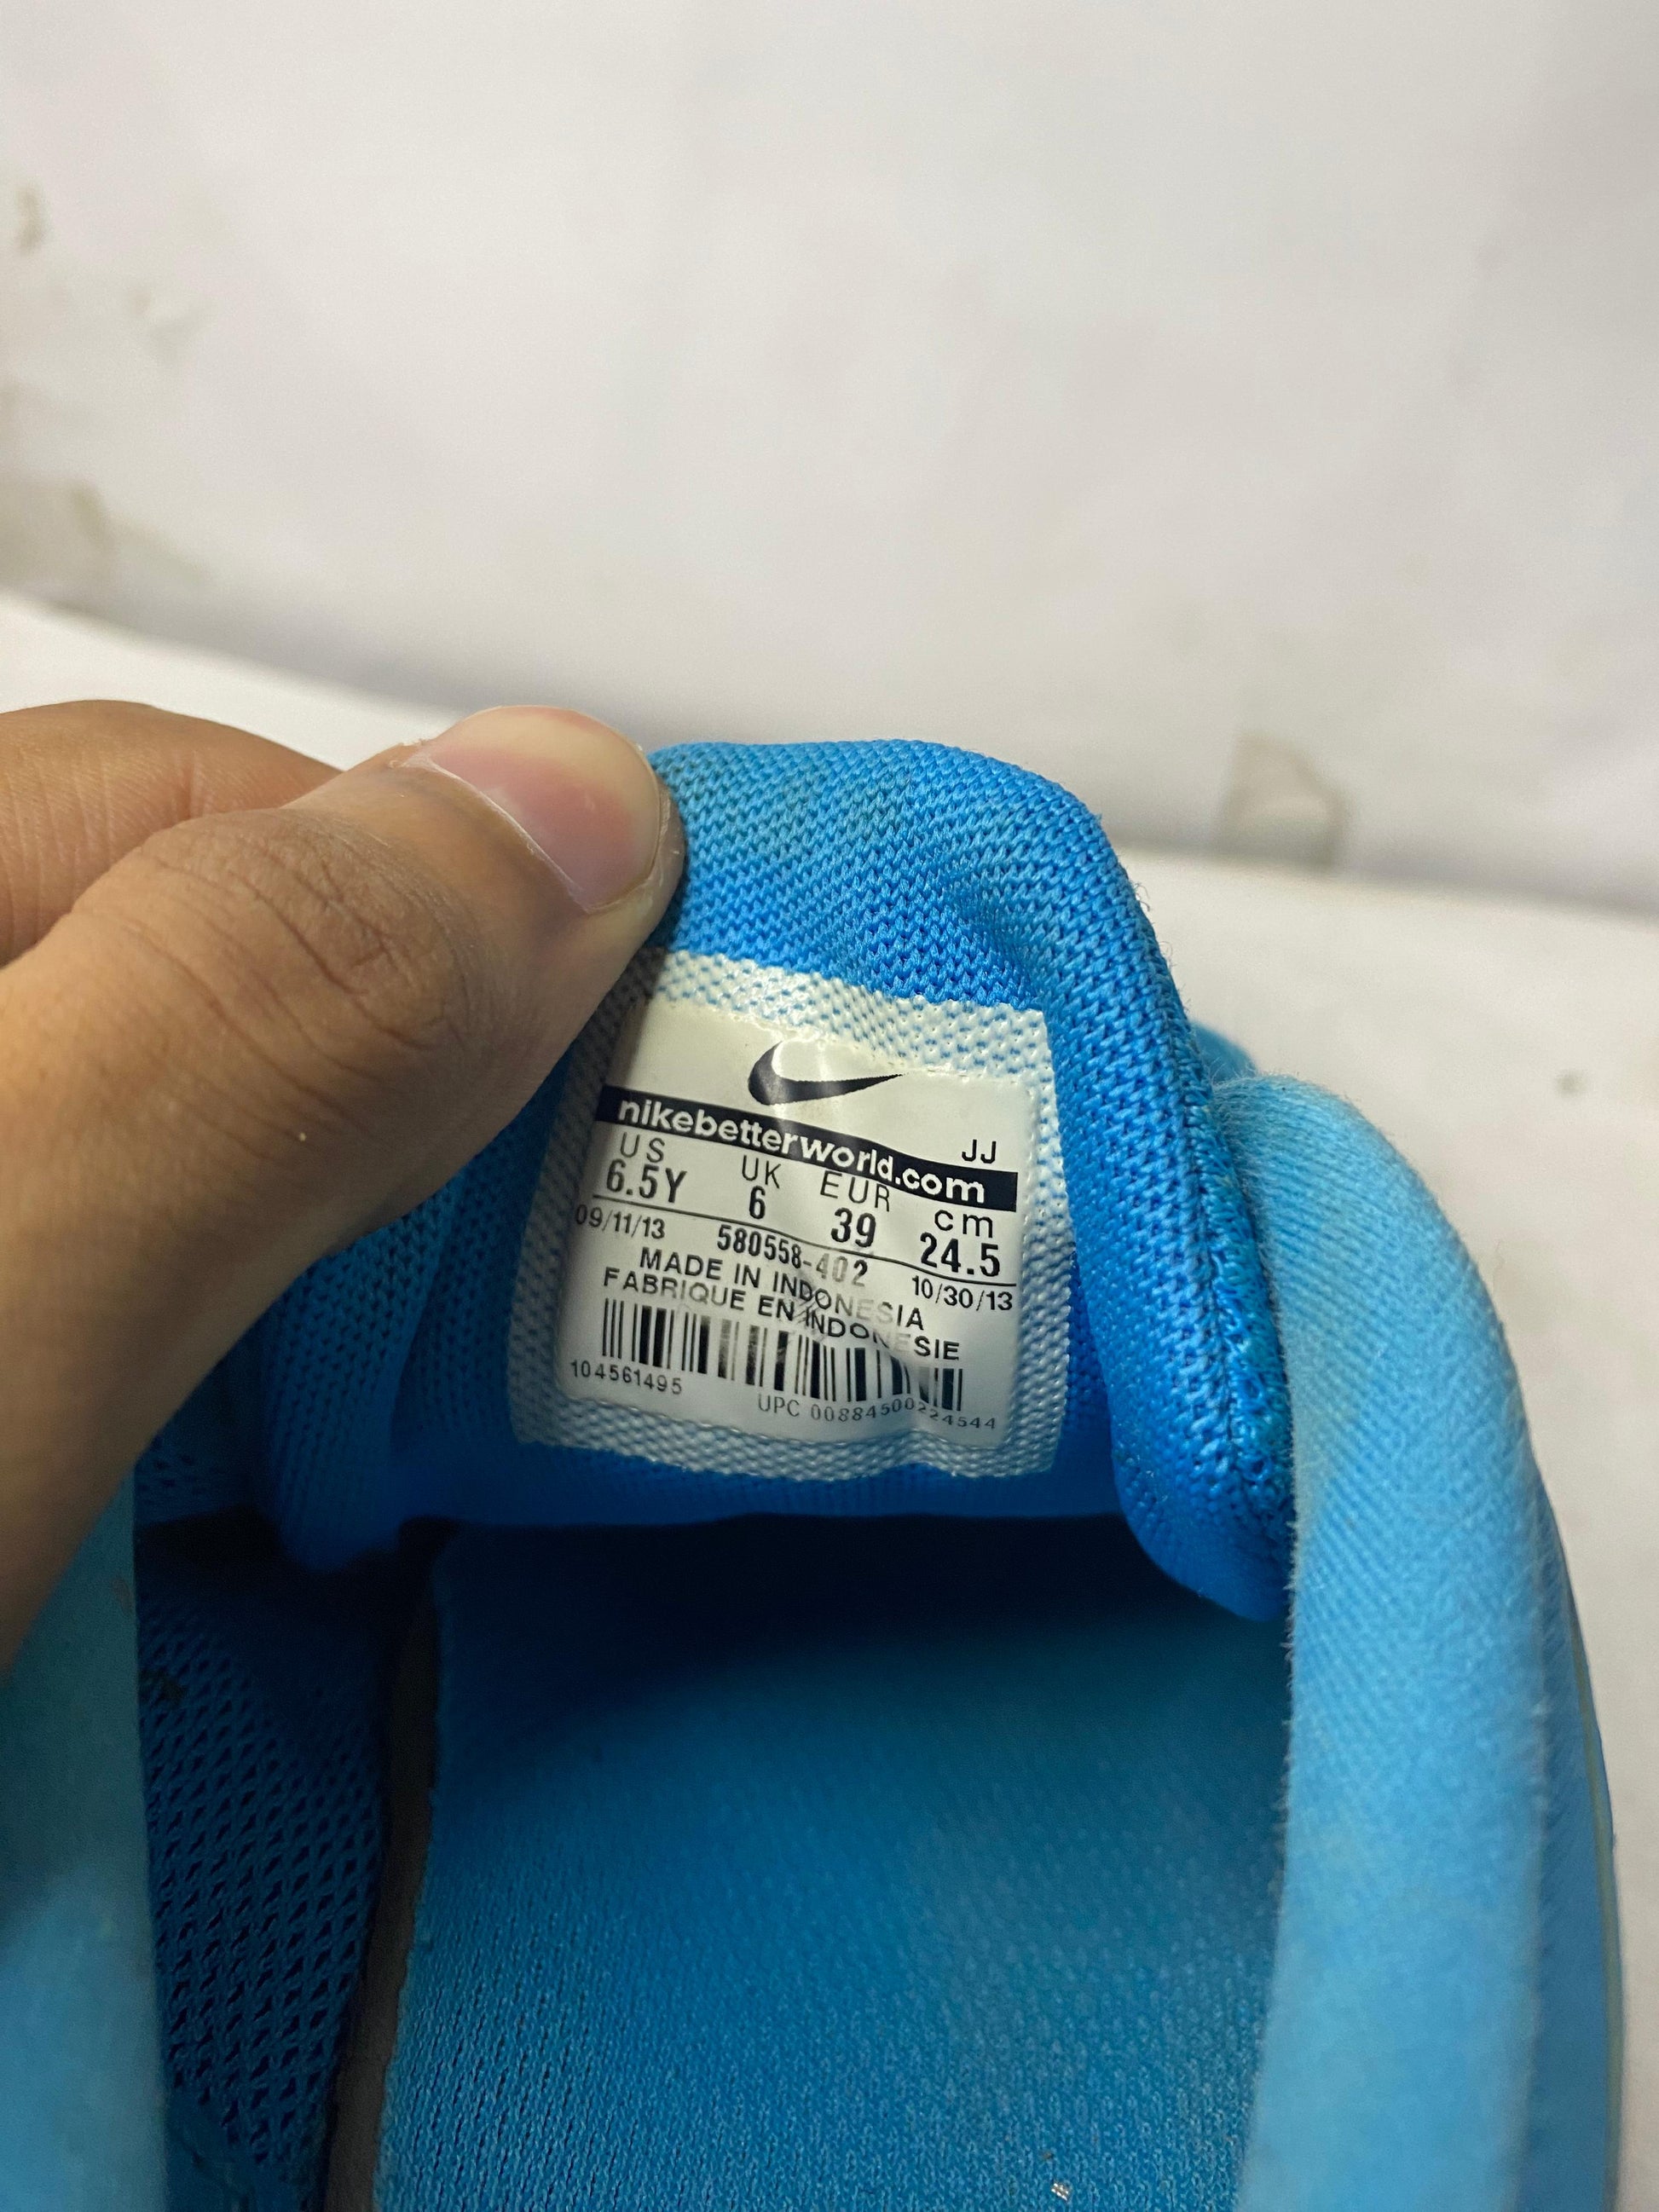 nikebetterworld.com
JJ
US UK EUR cm
6.5Y 6 39 24.5
09/11/13 580558-402 10/30/13
MADE IN INDONESIA
FABRIQUE EN INDONESIE
104561495
UPC 00884500224544